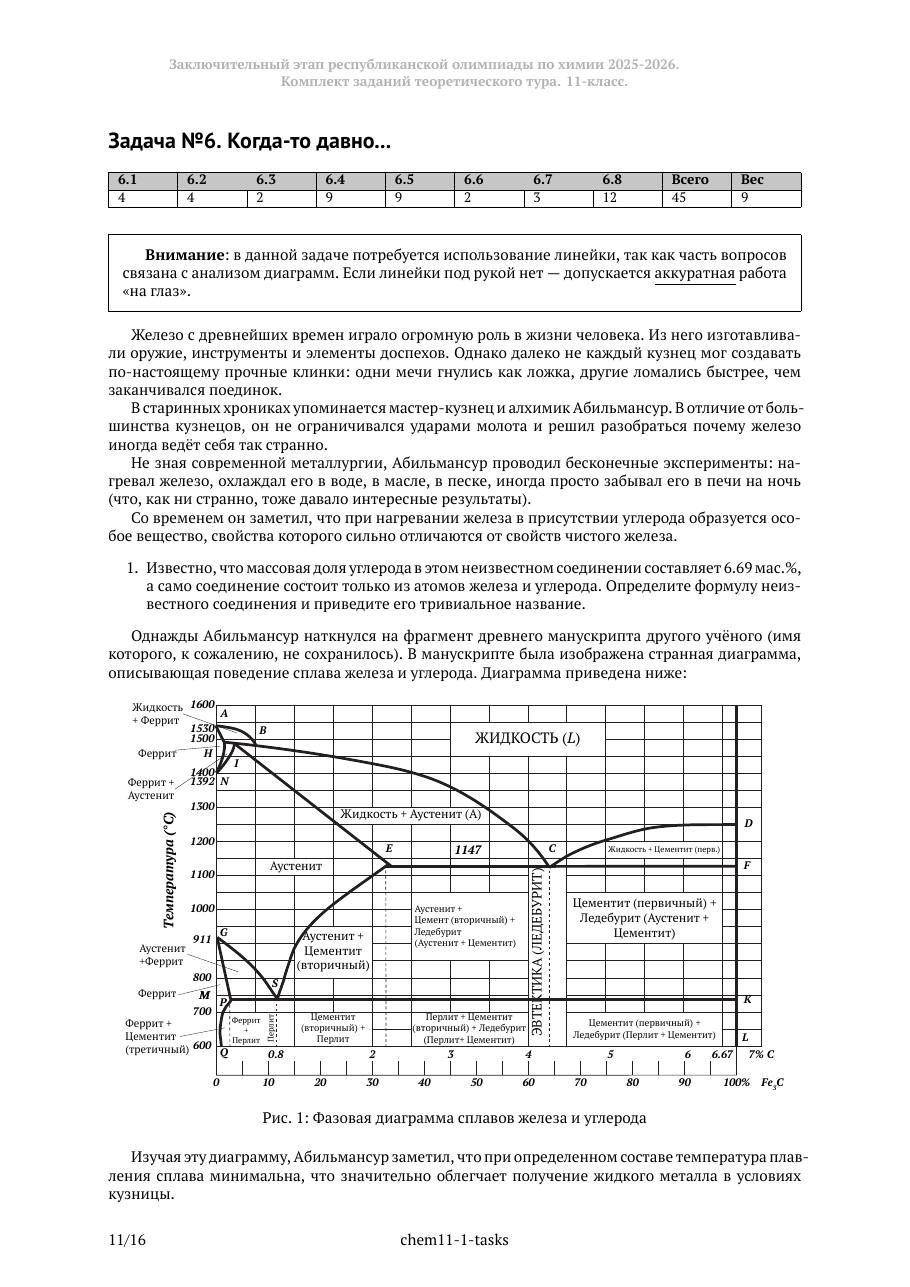 Заключительный этап республиканской олимпиады по химии 2025-2026.
Комплект заданий теоретического тура. 11-класс.
Задача №6. Когда-то давно...
6.1 6.2 6.3 6.4 6.5 6.6 6.7 6.8 Всего Вес
4 4 2 9 9 2 3 12 45 9
Внимание: в данной задаче потребуется использование линейки, так как часть вопросов
связана с анализом диаграмм. Если линейки под рукой нет — допускается аккуратная работа
«на глаз».
Железо с древнейших времен играло огромную роль в жизни человека. Из него изготавлива-
ли оружие, инструменты и элементы доспехов. Однако далеко не каждый кузнец мог создавать
по-настоящему прочные клинки: одни мечи гнулись как ложка, другие ломались быстрее, чем
заканчивался поединок.
В старинных хрониках упоминается мастер-кузнец и алхимик Абильмансур. В отличие от боль-
шинства кузнецов, он не ограничивался ударами молота и решил разобраться почему железо
иногда ведёт себя так странно.
Не зная современной металлургии, Абильмансур проводил бесконечные эксперименты: на-
гревал железо, охлаждал его в воде, в масле, в песке, иногда просто забывал его в печи на ночь
(что, как ни странно, тоже давало интересные результаты).
Со временем он заметил, что при нагревании железа в присутствии углерода образуется осо-
бое вещество, свойства которого сильно отличаются от свойств чистого железа.
1. Известно, что массовая доля углерода в этом неизвестном соединении составляет 6.69 мас.%,
а само соединение состоит только из атомов железа и углерода. Определите формулу неиз-
вестного соединения и приведите его тривиальное название.
Однажды Абильмансур наткнулся на фрагмент древнего манускрипта другого учёного (имя
которого, к сожалению, не сохранилось). В манускрипте была изображена странная диаграмма,
описывающая поведение сплава железа и углерода. Диаграмма приведена ниже:
Жидкость
+ Феррит
1600
A
1530
1500
B
ЖИДКОСТЬ (L)
Феррит
H
I
1400
1392
N
Феррит +
Аустенит
1300
Жидкость + Аустенит (А)
D
1200
E
1147
C
Жидкость + Цементит (перв.)
Температура (°C)
Аустенит
F
1100
1000
Аустенит +
Цемент (вторичный) +
Ледебурит
(Аустенит + Цементит)
ЭВТЕКТИКА (ЛЕДЕБУРИТ)
Цементит (первичный) +
Ледебурит (Аустенит +
Цементит)
911
G
Аустенит +
Цементит
(вторичный)
Аустенит
+Феррит
800
S
Феррит
M
P
K
700
Феррит +
Цементит
(третичный)
Феррит
+
Перлит
Перлит
Цементит
(вторичный) +
Перлит
Перлит + Цементит
(вторичный) + Ледебурит
(Перлит+ Цементит)
Цементит (первичный) +
Ледебурит (Перлит + Цементит)
L
600
Q 0.8 2 3 4 5 6 6.67 7% C
0 10 20 30 40 50 60 70 80 90 100% Fe3C
Рис. 1: Фазовая диаграмма сплавов железа и углерода
Изучая эту диаграмму, Абильмансур заметил, что при определенном составе температура плав-
ления сплава минимальна, что значительно облегчает получение жидкого металла в условиях
кузницы.
11/16 chem11-1-tasks